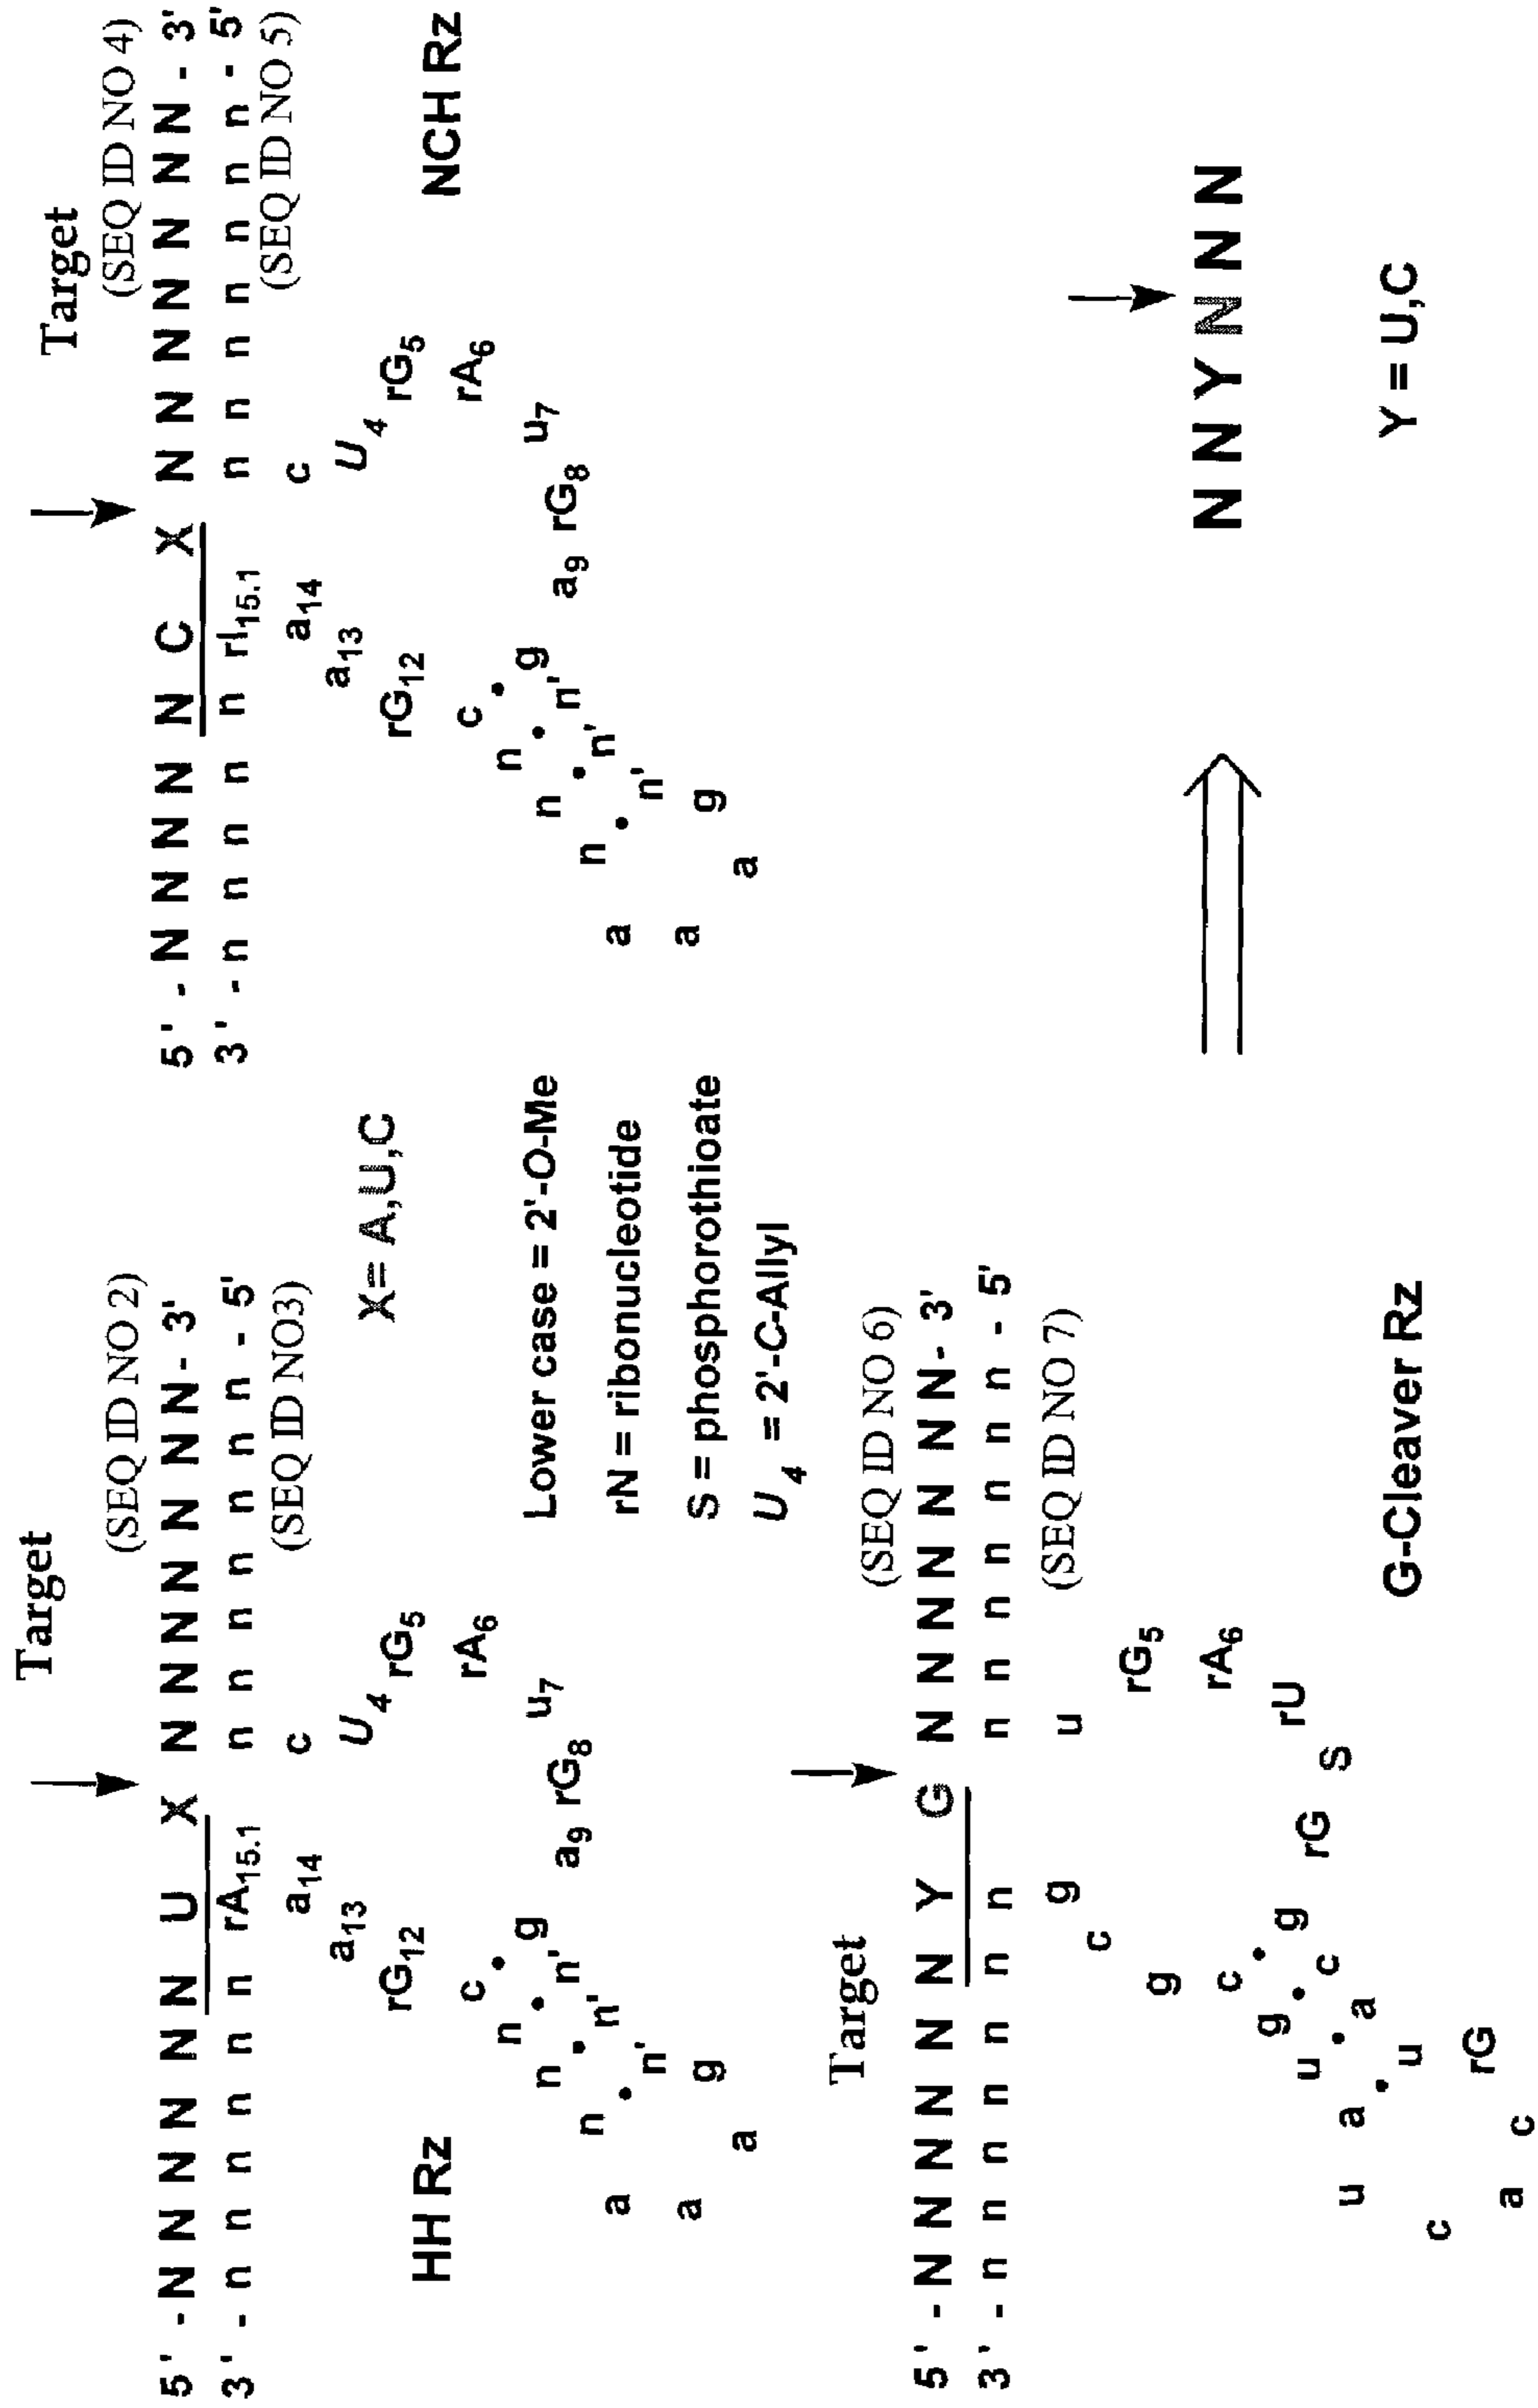 Target
(SEQ ID NO 2)
5' - N N N N N N U X N N N N N N N - 3'
3' - n n n n n n rA15.1 n n n n n n n - 5'
(SEQ ID NO3)
a14 c
a13 U4
rG12 rG5
c • g rA6
n • n' u7
n • n' a9 rG8
n • n'
a g
a a
HH Rz
Target
(SEQ ID NO 4)
5' - N N N N N C X N N N N N N N - 3'
3' - n n n n n rI15.1 n n n n n n n - 5'
(SEQ ID NO 5)
a14 c
a13 U4
rG12 rG5
c • g rA6
n • n' u7
n • n' a9 rG8
n • n'
a g
a a
NCH Rz
X= A,U,C
Lower case = 2'-O-Me
rN = ribonucleotide
S = phosphorothioate
U4 = 2'-C-Allyl
Target
(SEQ ID NO 6)
5' - N N N N N N Y G N N N N N N N - 3'
3' - n n n n n n n n n n n n n n - 5'
(SEQ ID NO 7)
g u
c rG5
g rA6
c • g rU
g • c rG S
u • a
a • u
u rG
c a c
G-Cleaver Rz
N N Y N N N N
Y = U,C